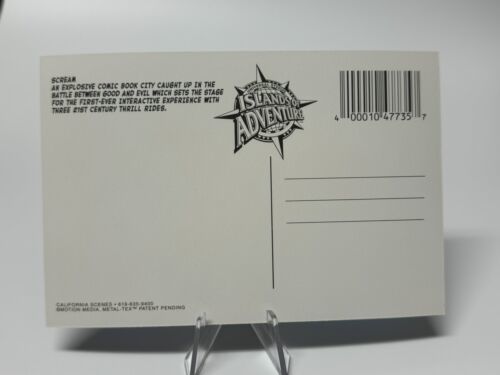 SCREAM
AN EXPLOSIVE COMIC BOOK CITY CAUGHT UP IN THE
BATTLE BETWEEN GOOD AND EVIL WHICH SETS THE STAGE
FOR THE FIRST-EVER INTERACTIVE EXPERIENCE WITH
THREE 21ST CENTURY THRILL RIDES.
ISLANDS OF
ADVENTURE
4 00010 47735 7
CALIFORNIA SCENES • 619-635-9400
©MOTION MEDIA, METAL-TEX™ PATENT PENDING